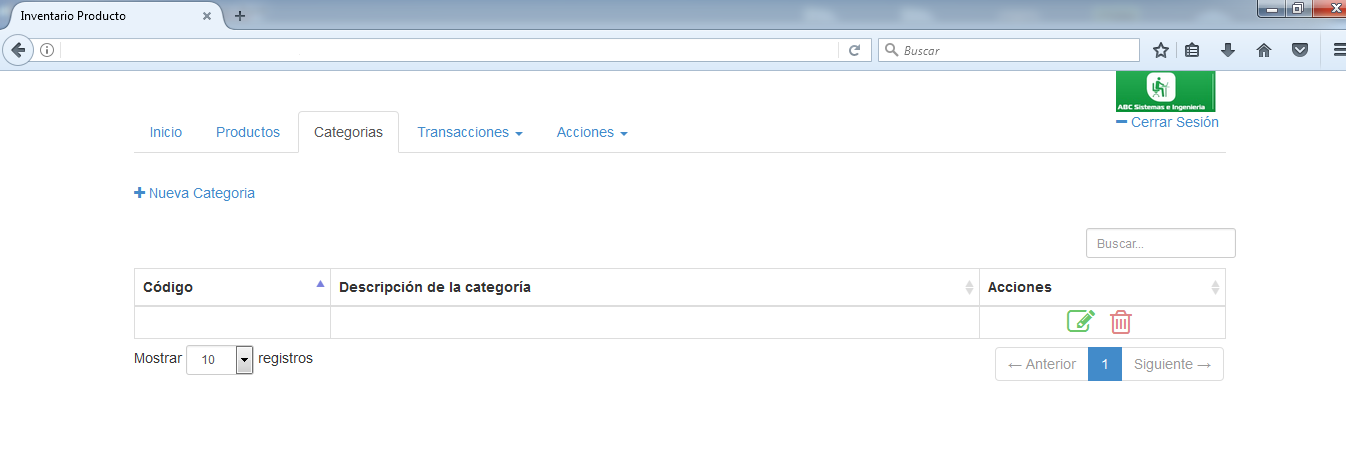 Inventario Producto
Buscar
ABC Sistemas e Ingenieria
Cerrar Sesión
Inicio Productos Categorias Transacciones Acciones
Nueva Categoria
Buscar...
Código Descripción de la categoría Acciones
Mostrar 10 registros
← Anterior 1 Siguiente →